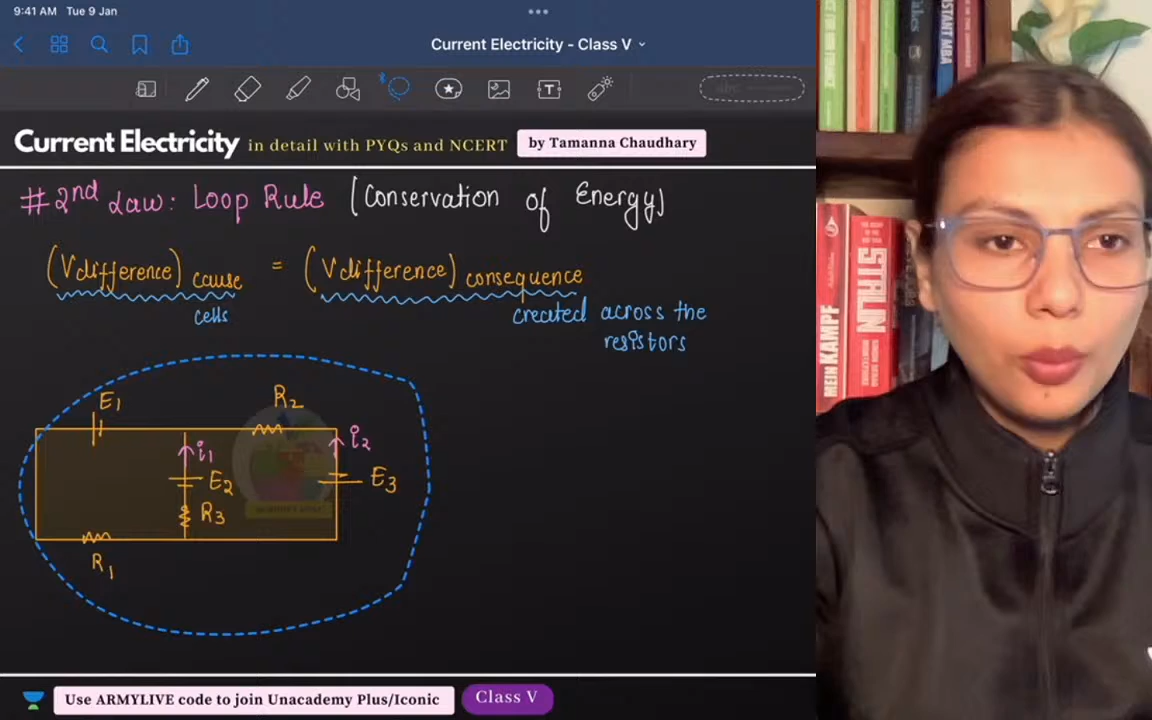 9:41 AM Tue 9 Jan
Current Electricity - Class V
T
abc
Current Electricity in detail with PYQs and NCERT by Tamanna Chaudhary
#2nd Law: Loop Rule (Conservation of Energy)
(Vdifference) cause = (Vdifference) consequence
cells
created across the
resistors
E1
R2
i1
i2
E2
E3
R3
R1
Use ARMYLIVE code to join Unacademy Plus/Iconic
Class V
STALIN
MEIN KAMPF